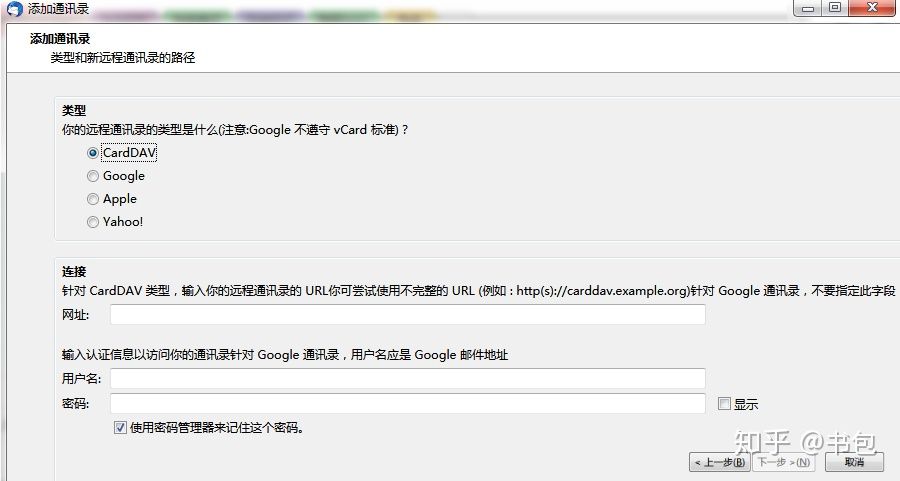 添加通讯录
添加通讯录
类型和新远程通讯录的路径
类型
你的远程通讯录的类型是什么(注意:Google 不遵守 vCard 标准)？
CardDAV
Google
Apple
Yahoo!
连接
针对 CardDAV 类型，输入你的远程通讯录的 URL你可尝试使用不完整的 URL (例如：http(s)://carddav.example.org)针对 Google 通讯录，不要指定此字段
网址:
输入认证信息以访问你的通讯录针对 Google 通讯录，用户名应是 Google 邮件地址
用户名:
密码: 显示
使用密码管理器来记住这个密码。
知乎 @书包
< 上一步(B) 下一步 >(N) 取消